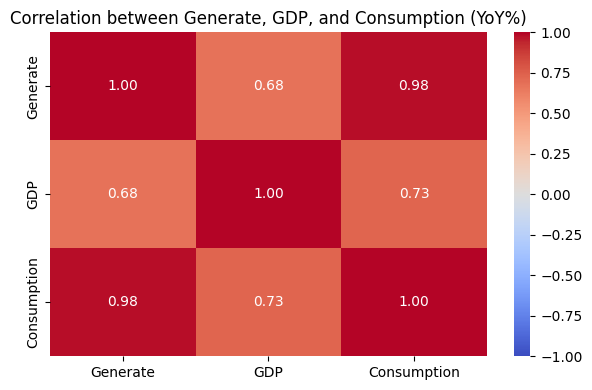 Correlation between Generate, GDP, and Consumption (YoY%)
Generate
1.00
0.68
0.98
GDP
0.68
1.00
0.73
Consumption
0.98
0.73
1.00
Generate
GDP
Consumption
1.00
0.75
0.50
0.25
0.00
−0.25
−0.50
−0.75
−1.00